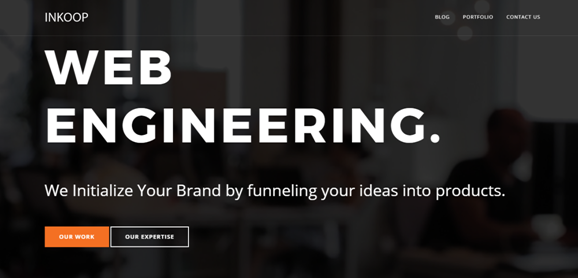 INKOOP
BLOG PORTFOLIO CONTACT US
WEB
ENGINEERING.
We Initialize Your Brand by funneling your ideas into products.
OUR WORK OUR EXPERTISE